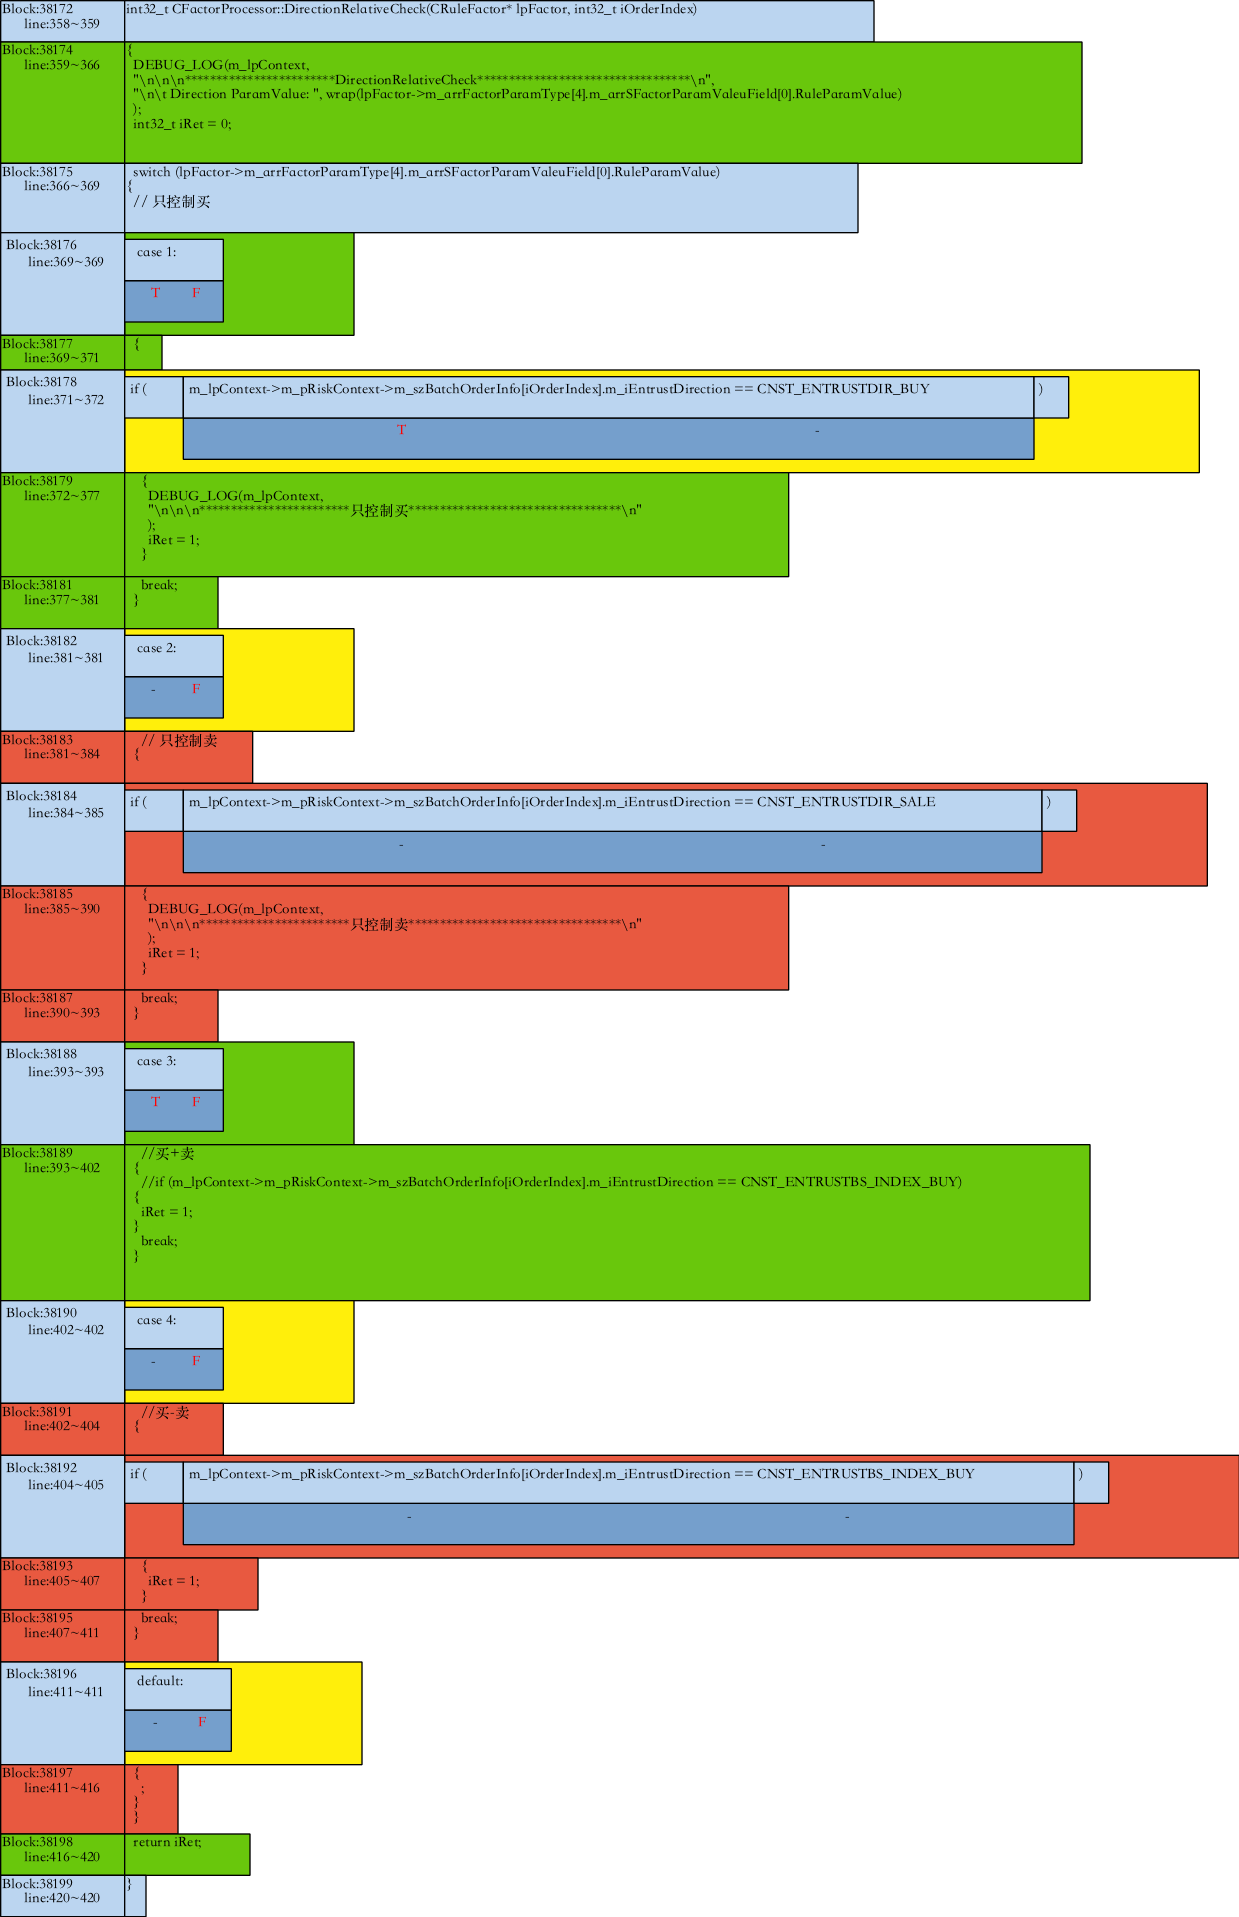 Block:38172
int32_t CFactorProcessor::DirectionRelativeCheck(CRuleFactor* lpFactor, int32_t iOrderIndex)
line:358~359
Block:38174
{
line:359~366
DEBUG_LOG(m_lpContext,
"\n\n\n************************DirectionRelativeCheck**********************************\n",
"\n\t Direction ParamValue: ", wrap(lpFactor->m_arrFactorParamType[4].m_arrSFactorParamValeuField[0].RuleParamValue)
);
int32_t iRet = 0;
Block:38175
switch (lpFactor->m_arrFactorParamType[4].m_arrSFactorParamValeuField[0].RuleParamValue)
line:366~369
{
// 只控制买
Block:38176
line:369~369
case 1:
T F
Block:38177
{
line:369~371
Block:38178
line:371~372
if ( m_lpContext->m_pRiskContext->m_szBatchOrderInfo[iOrderIndex].m_iEntrustDirection == CNST_ENTRUSTDIR_BUY )
T -
Block:38179
{
line:372~377
DEBUG_LOG(m_lpContext,
"\n\n\n************************只控制买**********************************\n"
);
iRet = 1;
}
Block:38181
break;
line:377~381
}
Block:38182
line:381~381
case 2:
- F
Block:38183
// 只控制卖
line:381~384
{
Block:38184
line:384~385
if ( m_lpContext->m_pRiskContext->m_szBatchOrderInfo[iOrderIndex].m_iEntrustDirection == CNST_ENTRUSTDIR_SALE )
- -
Block:38185
{
line:385~390
DEBUG_LOG(m_lpContext,
"\n\n\n************************只控制卖**********************************\n"
);
iRet = 1;
}
Block:38187
break;
line:390~393
}
Block:38188
line:393~393
case 3:
T F
Block:38189
//买+卖
line:393~402
{
//if (m_lpContext->m_pRiskContext->m_szBatchOrderInfo[iOrderIndex].m_iEntrustDirection == CNST_ENTRUSTBS_INDEX_BUY)
{
iRet = 1;
}
break;
}
Block:38190
line:402~402
case 4:
- F
Block:38191
//买-卖
line:402~404
{
Block:38192
line:404~405
if ( m_lpContext->m_pRiskContext->m_szBatchOrderInfo[iOrderIndex].m_iEntrustDirection == CNST_ENTRUSTBS_INDEX_BUY )
- -
Block:38193
{
line:405~407
iRet = 1;
}
Block:38195
break;
line:407~411
}
Block:38196
line:411~411
default:
- F
Block:38197
{
line:411~416
;
}
}
Block:38198
return iRet;
line:416~420
Block:38199
}
line:420~420